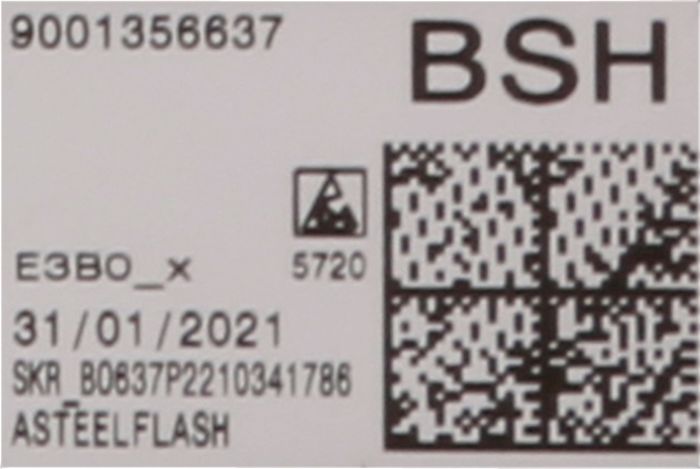 9001356637
BSH
E3B0_x
5720
31/01/2021
SKR_B0637P2210341786
ASTEELFLASH